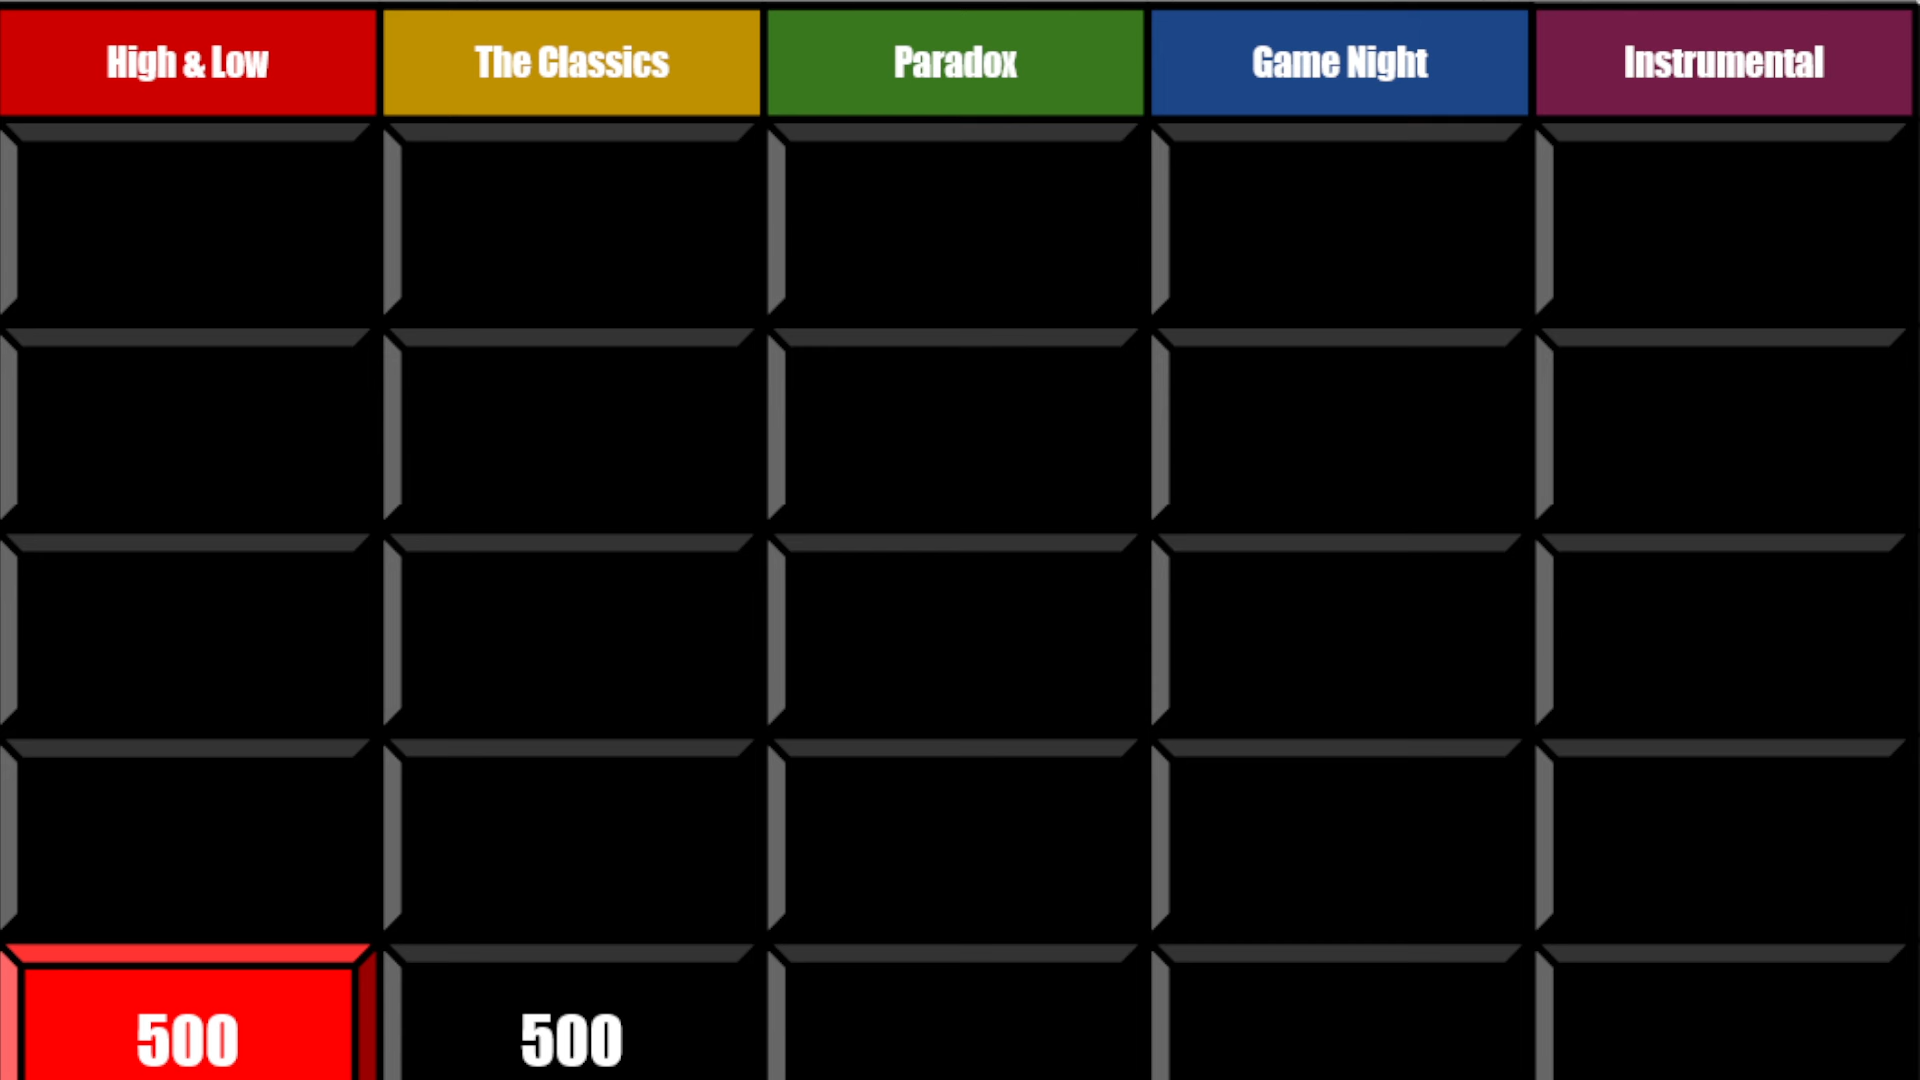 High & Low
The Classics
Paradox
Game Night
Instrumental
500
500